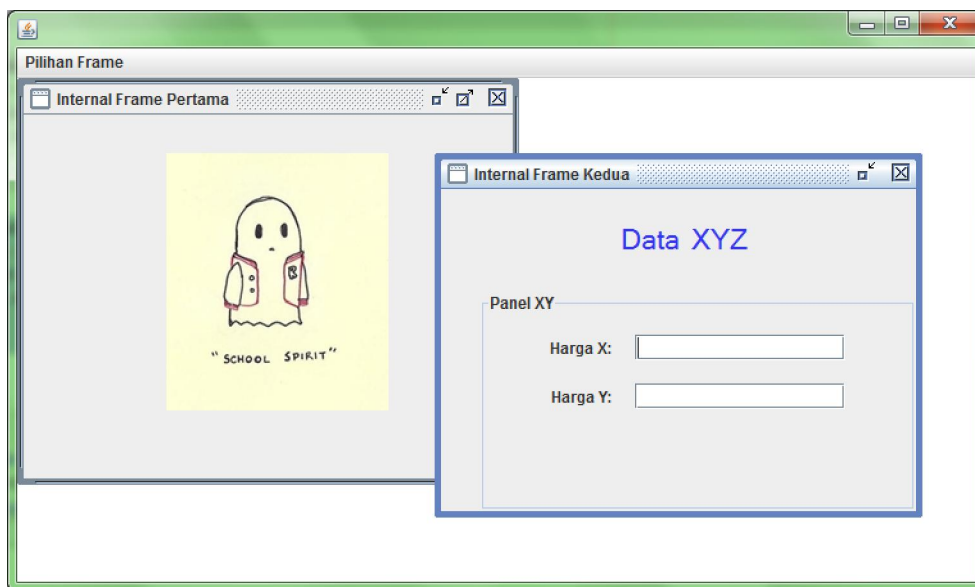 Pilihan Frame
Internal Frame Pertama
"SCHOOL SPIRIT"
Internal Frame Kedua
Data XYZ
Panel XY
Harga X:
Harga Y: